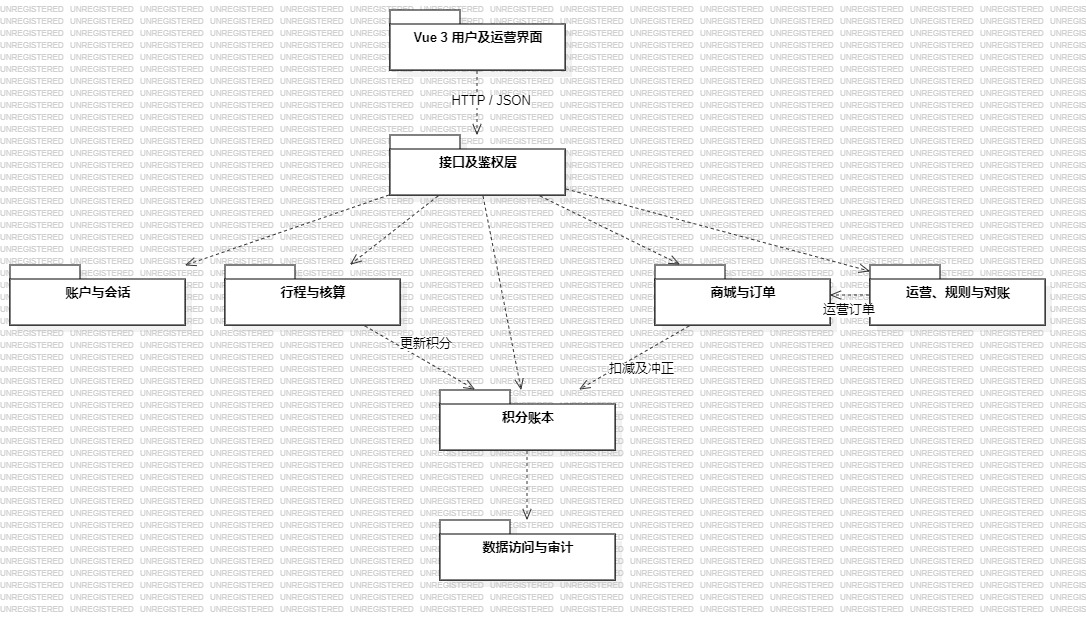 Vue 3 用户及运营界面
HTTP / JSON
接口及鉴权层
账户与会话
行程与核算
商城与订单
运营、规则与对账
运营订单
更新积分
扣减及冲正
积分账本
数据访问与审计
UNREGISTERED